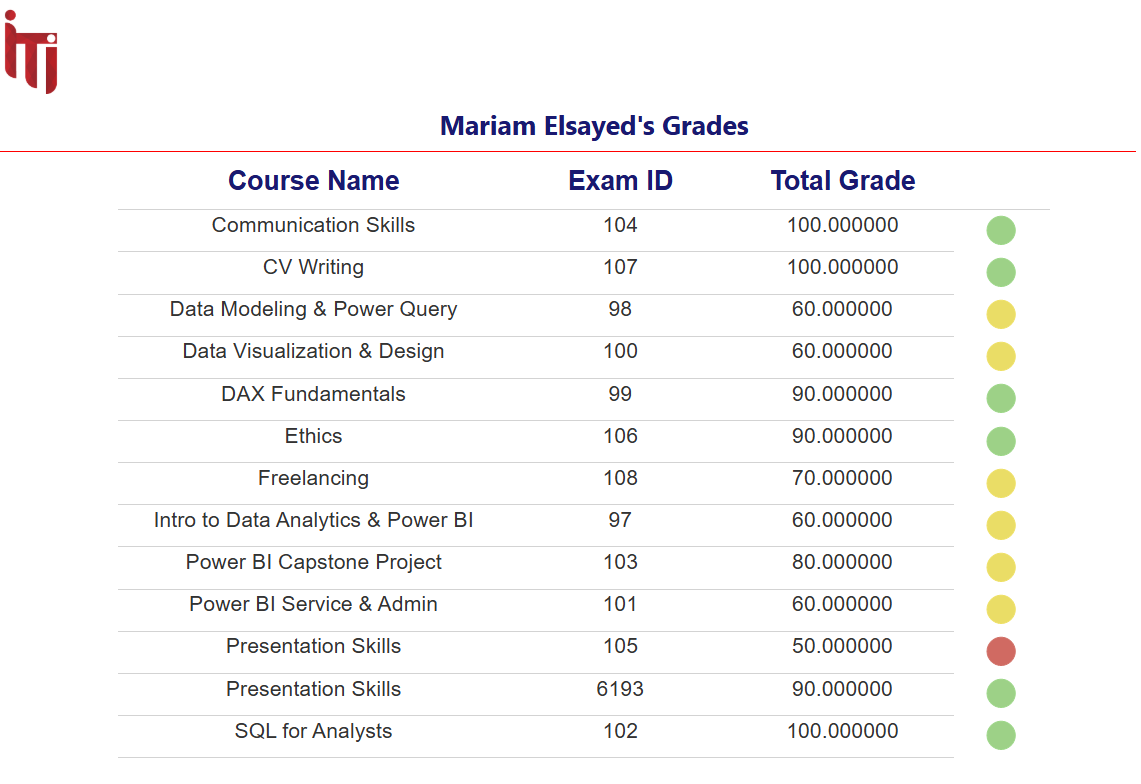 iTi
Mariam Elsayed's Grades
Course Name Exam ID Total Grade
Communication Skills 104 100.000000
CV Writing 107 100.000000
Data Modeling & Power Query 98 60.000000
Data Visualization & Design 100 60.000000
DAX Fundamentals 99 90.000000
Ethics 106 90.000000
Freelancing 108 70.000000
Intro to Data Analytics & Power BI 97 60.000000
Power BI Capstone Project 103 80.000000
Power BI Service & Admin 101 60.000000
Presentation Skills 105 50.000000
Presentation Skills 6193 90.000000
SQL for Analysts 102 100.000000